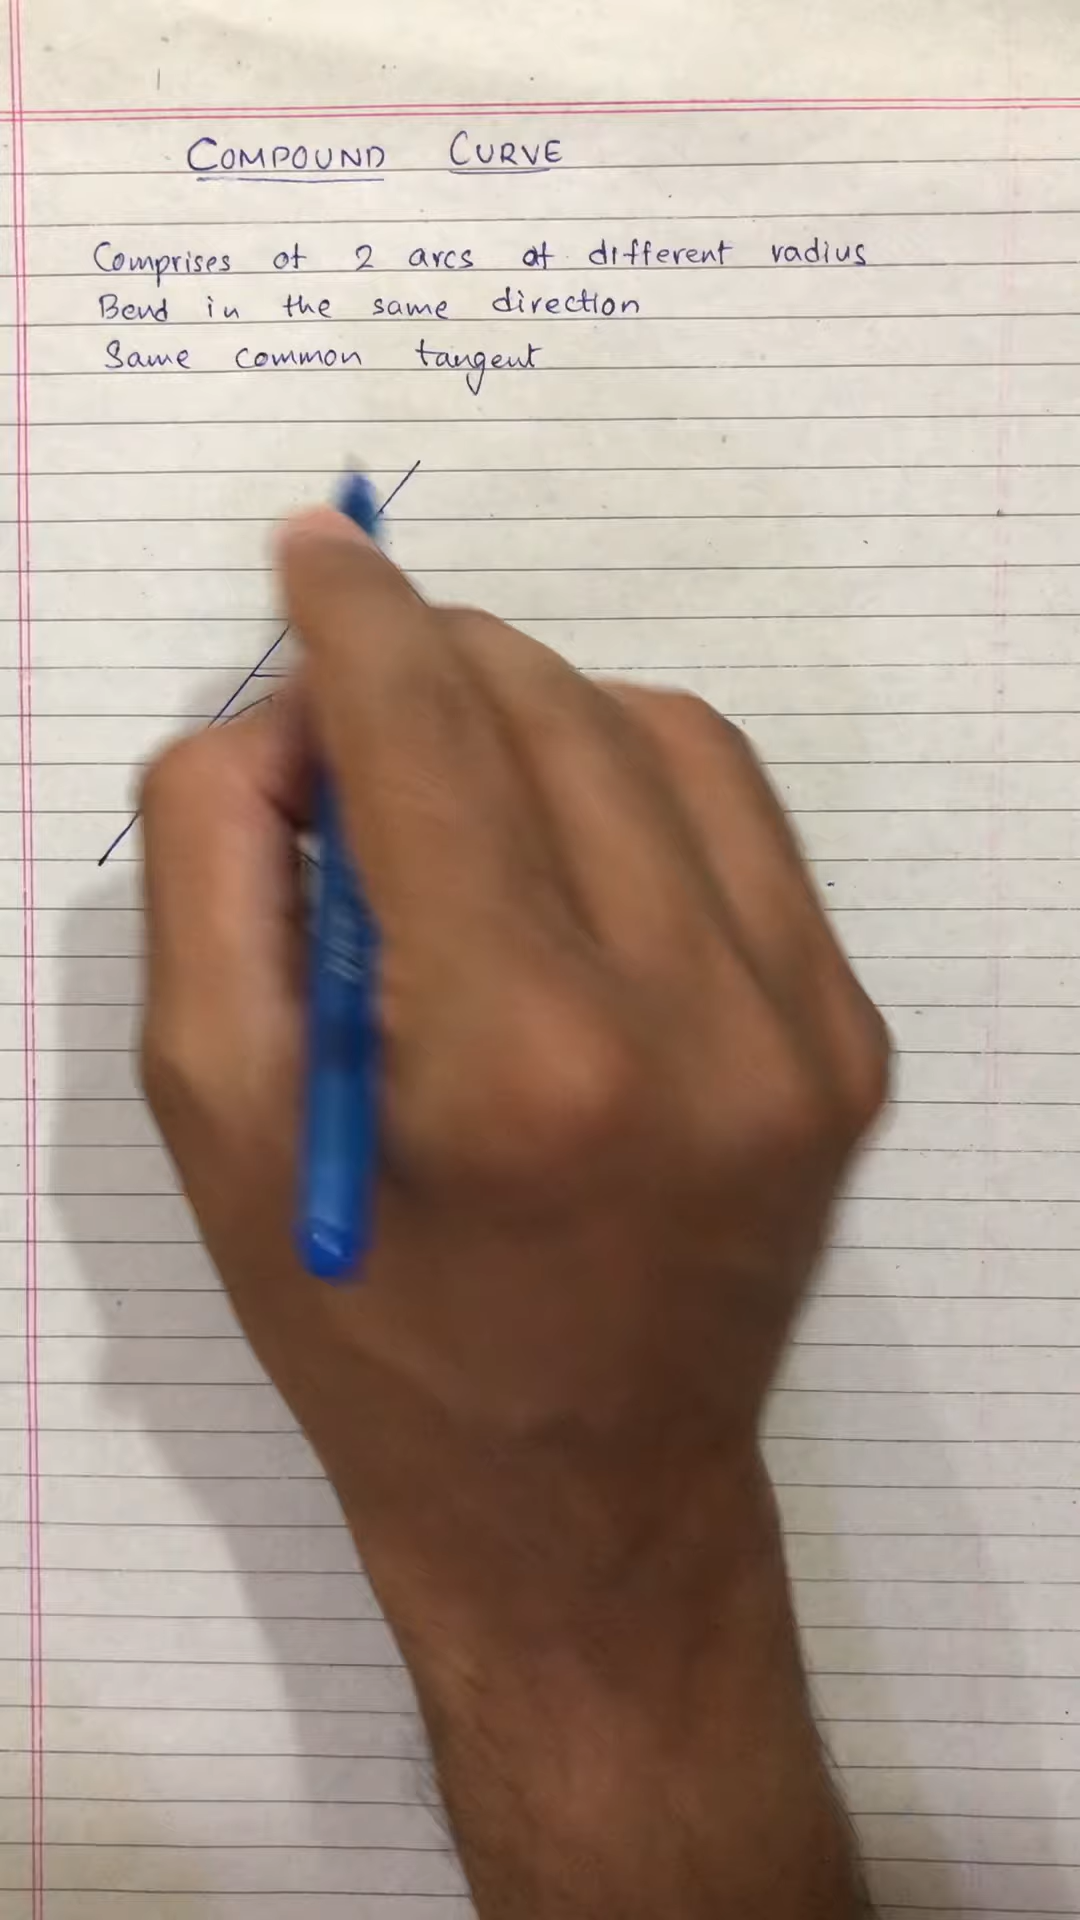 COMPOUND CURVE
Comprises of 2 arcs of different radius
Bend in the same direction
Same common tangent